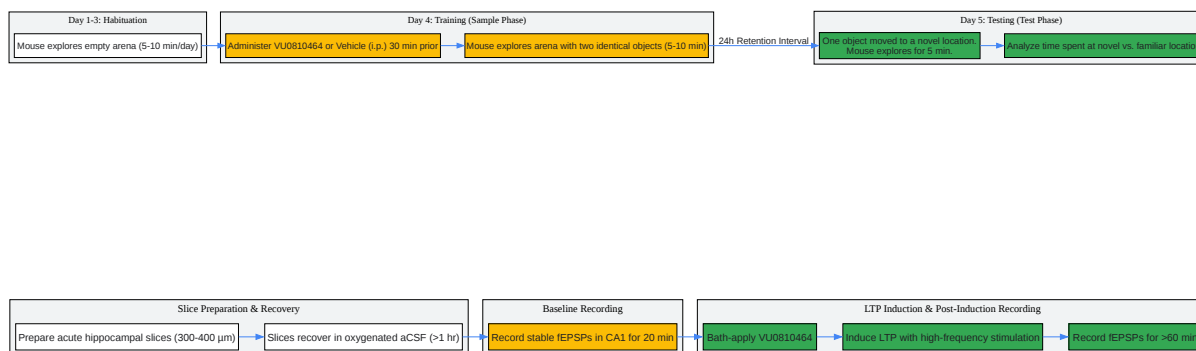 Day 1-3: Habituation
Mouse explores empty arena (5-10 min/day)
Day 4: Training (Sample Phase)
Administer VU0810464 or Vehicle (i.p.) 30 min prior
Mouse explores arena with two identical objects (5-10 min)
24h Retention Interval
Day 5: Testing (Test Phase)
One object moved to a novel location.
Mouse explores for 5 min.
Analyze time spent at novel vs. familiar location
Slice Preparation & Recovery
Prepare acute hippocampal slices (300-400 µm)
Slices recover in oxygenated aCSF (>1 hr)
Baseline Recording
Record stable fEPSPs in CA1 for 20 min
LTP Induction & Post-Induction Recording
Bath-apply VU0810464
Induce LTP with high-frequency stimulation
Record fEPSPs for >60 min